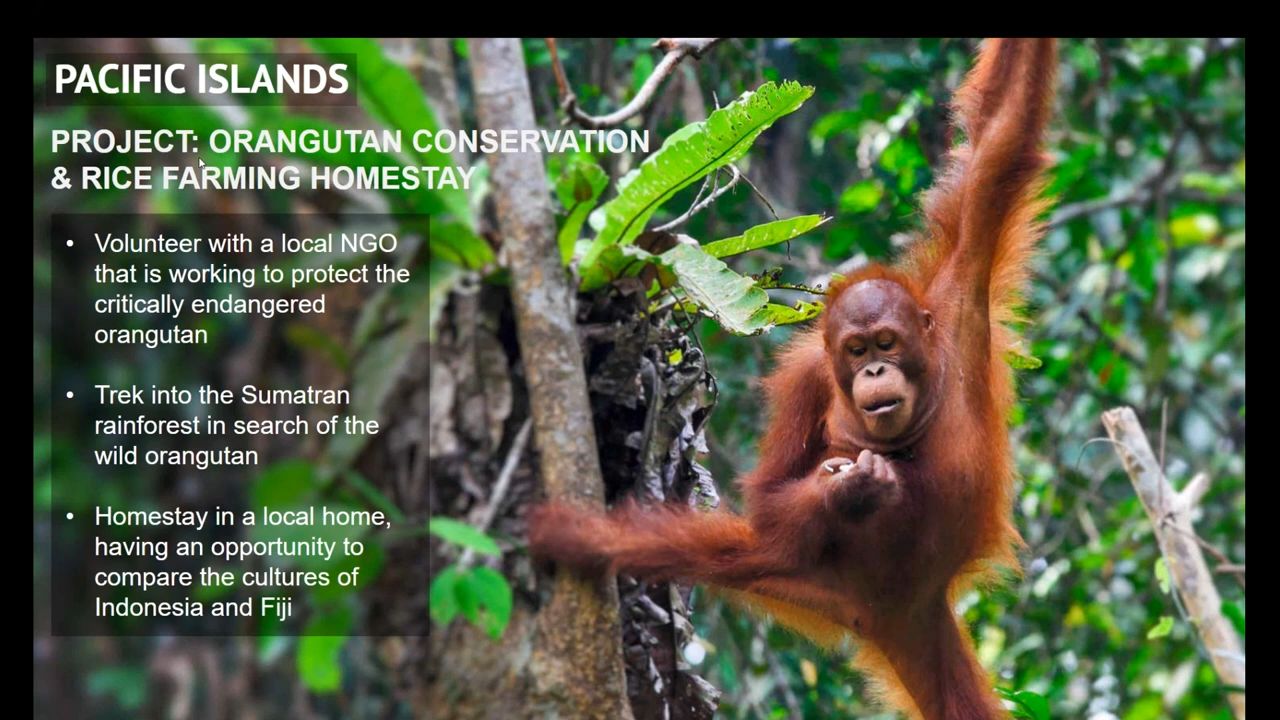 PACIFIC ISLANDS
PROJECT: ORANGUTAN CONSERVATION
& RICE FARMING HOMESTAY
• Volunteer with a local NGO
that is working to protect the
critically endangered
orangutan
• Trek into the Sumatran
rainforest in search of the
wild orangutan
• Homestay in a local home,
having an opportunity to
compare the cultures of
Indonesia and Fiji